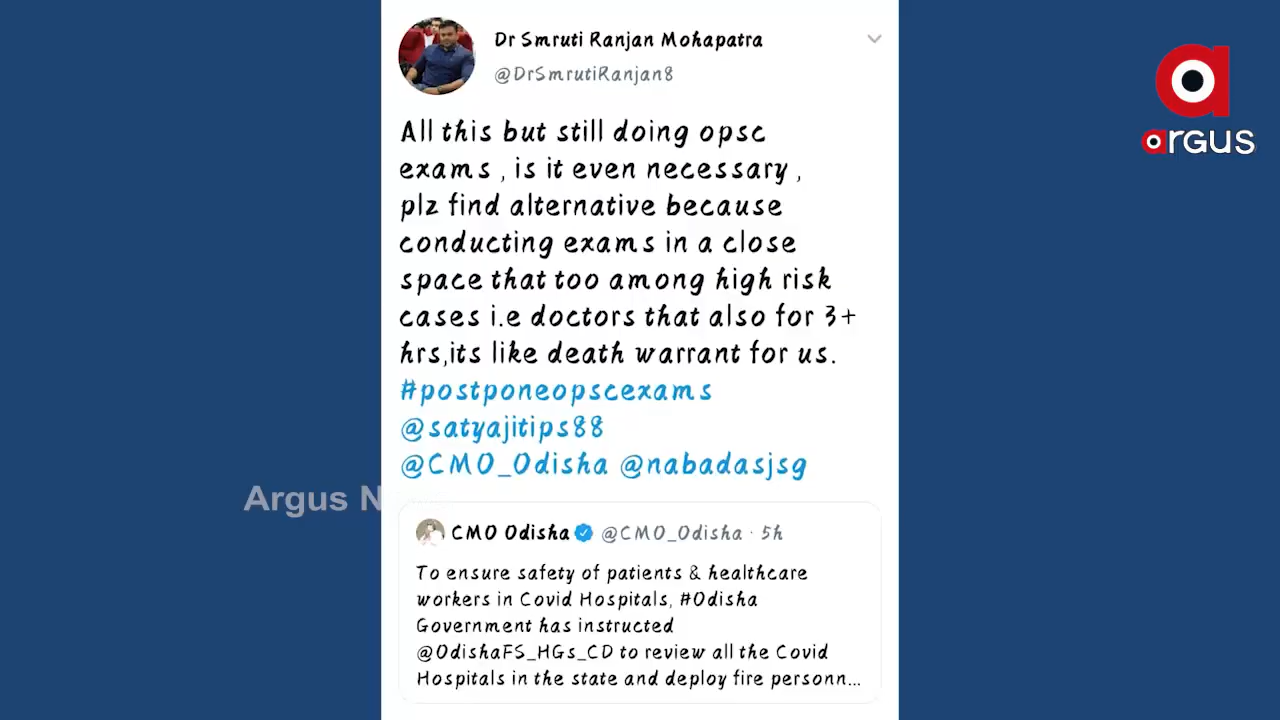 Dr Smruti Ranjan Mohapatra
@DrSmrutiRanjan8
All this but still doing opsc
exams , is it even necessary ,
plz find alternative because
conducting exams in a close
space that too among high risk
cases i.e doctors that also for 3+
hrs,its like death warrant for us.
#postponeopscexams
@satyajitips88
@CMO_Odisha @nabadasjsg
CMO Odisha @CMO_Odisha · 5h
To ensure safety of patients & healthcare
workers in Covid Hospitals, #Odisha
Government has instructed
@OdishaFS_HGs_CD to review all the Covid
Hospitals in the state and deploy fire personn...
argus
Argus N